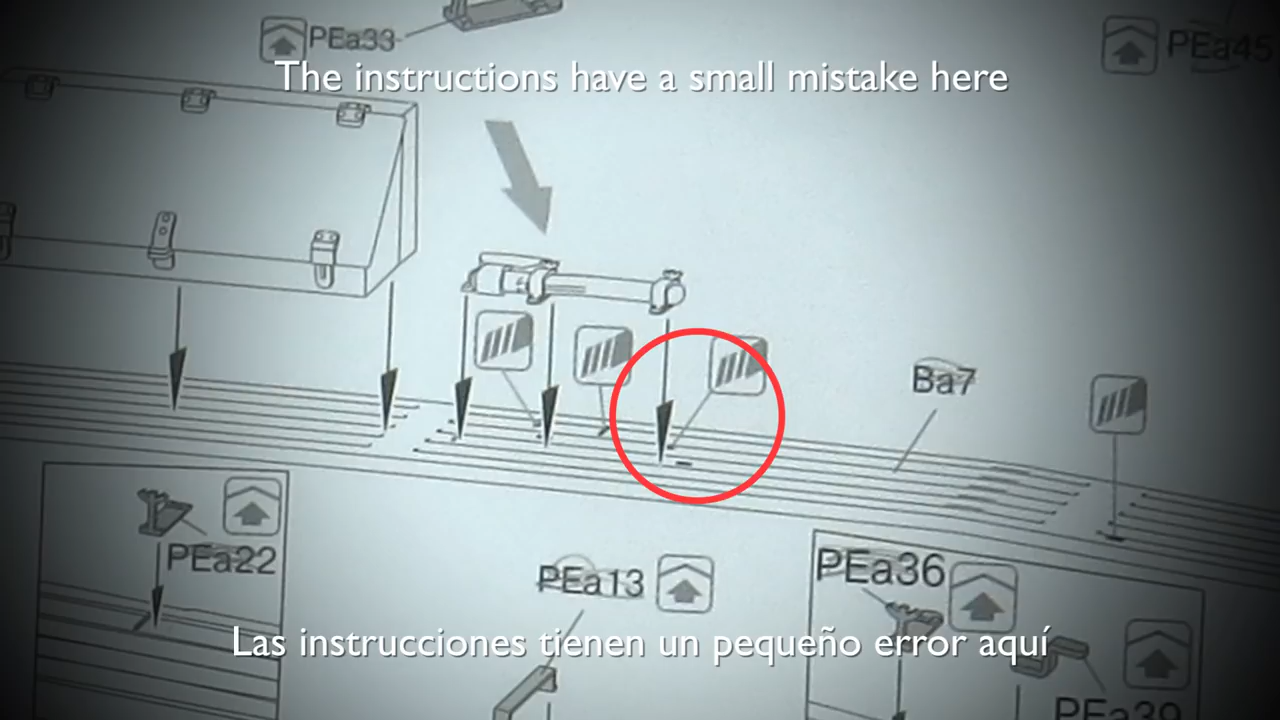 PEa33
PEa45
The instructions have a small mistake here
Ba7
PEa22
PEa13
PEa36
Las instrucciones tienen un pequeño error aquí
PEa39